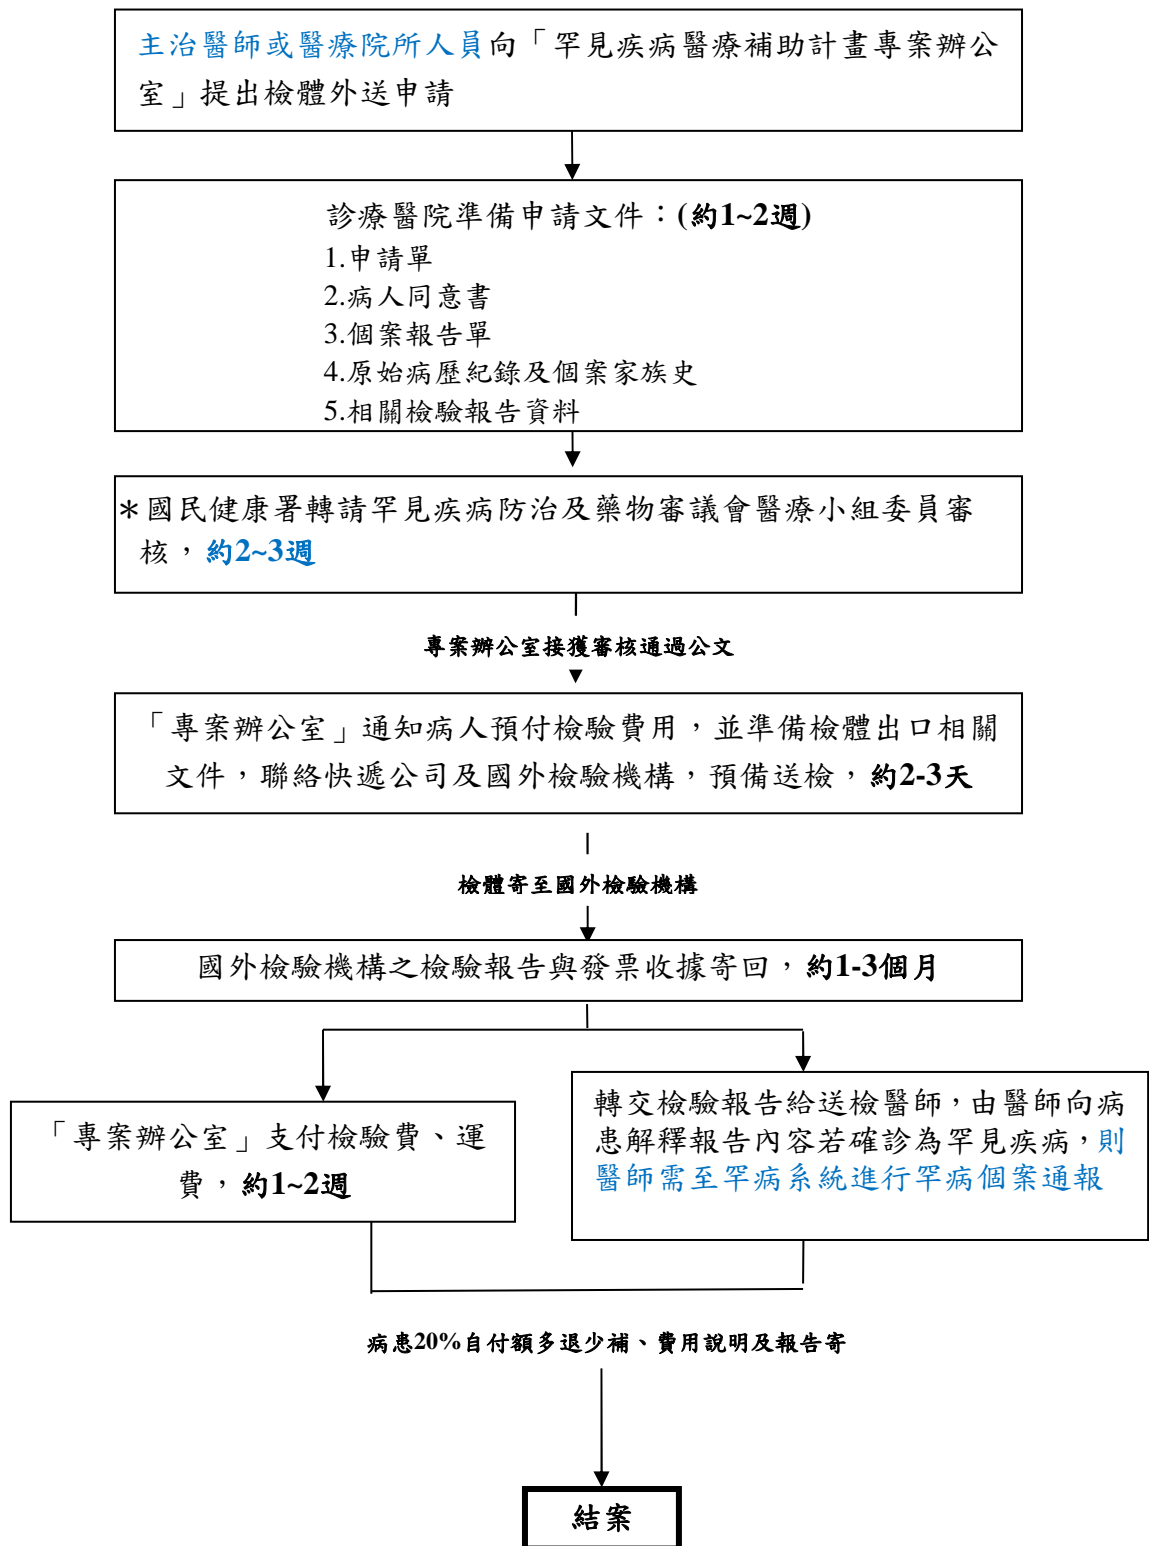 主治醫師或醫療院所人員向「罕見疾病醫療補助計畫專案辦公
室」提出檢體外送申請
診療醫院準備申請文件：(約1~2週)
1.申請單
2.病人同意書
3.個案報告單
4.原始病歷紀錄及個案家族史
5.相關檢驗報告資料
＊國民健康署轉請罕見疾病防治及藥物審議會醫療小組委員審
核，約2~3週
專案辦公室接獲審核通過公文
「專案辦公室」通知病人預付檢驗費用，並準備檢體出口相關
文件，聯絡快遞公司及國外檢驗機構，預備送檢，約2-3天
檢體寄至國外檢驗機構
國外檢驗機構之檢驗報告與發票收據寄回，約1-3個月
「專案辦公室」支付檢驗費、運
費，約1~2週
轉交檢驗報告給送檢醫師，由醫師向病
患解釋報告內容若確診為罕見疾病，則
醫師需至罕病系統進行罕病個案通報
病患20%自付額多退少補、費用說明及報告寄
結案